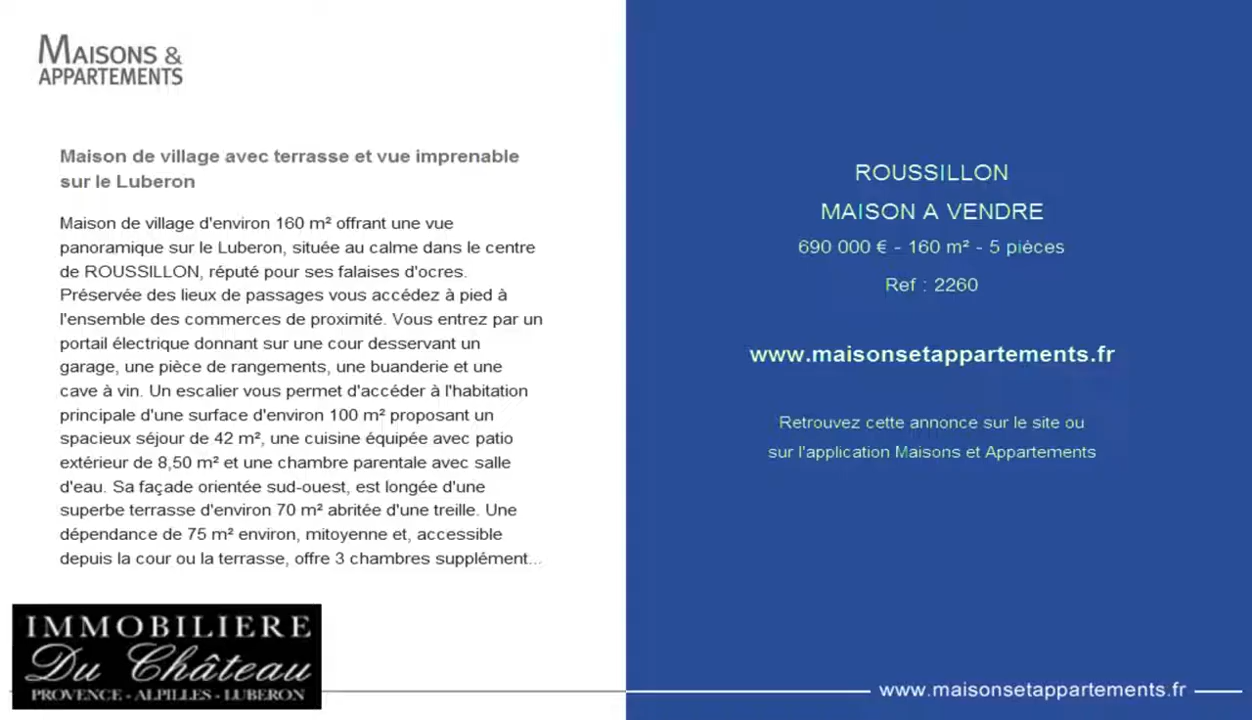 MAISONS &
APPARTEMENTS
Maison de village avec terrasse et vue imprenable
sur le Luberon
Maison de village d'environ 160 m² offrant une vue
panoramique sur le Luberon, située au calme dans le centre
de ROUSSILLON, réputé pour ses falaises d'ocres.
Préservée des lieux de passages vous accédez à pied à
l'ensemble des commerces de proximité. Vous entrez par un
portail électrique donnant sur une cour desservant un
garage, une pièce de rangements, une buanderie et une
cave à vin. Un escalier vous permet d'accéder à l'habitation
principale d'une surface d'environ 100 m² proposant un
spacieux séjour de 42 m², une cuisine équipée avec patio
extérieur de 8,50 m² et une chambre parentale avec salle
d'eau. Sa façade orientée sud-ouest, est longée d'une
superbe terrasse d'environ 70 m² abritée d'une treille. Une
dépendance de 75 m² environ, mitoyenne et, accessible
depuis la cour ou la terrasse, offre 3 chambres supplément...
IMMOBILIERE
Du Château
PROVENCE - ALPILLES - LUBERON
ROUSSILLON
MAISON A VENDRE
690 000 € - 160 m² - 5 pièces
Ref : 2260
www.maisonsetappartements.fr
Retrouvez cette annonce sur le site ou
sur l'application Maisons et Appartements
www.maisonsetappartements.fr